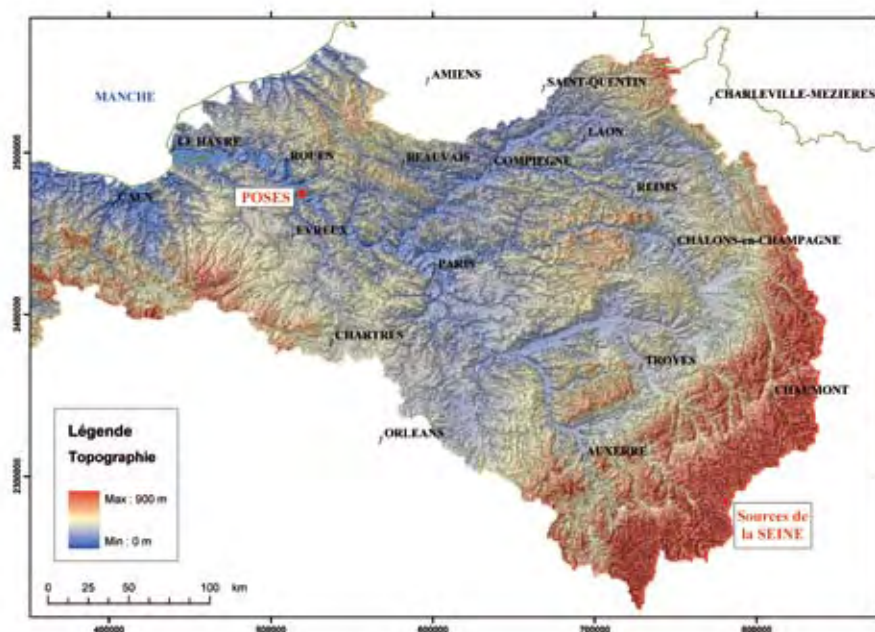 AMIENS
SAINT-QUENTIN
CHARLEVILLE-MEZIERES
MANCHE
LE HAVRE
ROUEN
BEAUVAIS
COMPIEGNE
LAON
REIMS
CAEN
POSES
EVREUX
CHALONS-en-CHAMPAGNE
PARIS
CHARTRES
TROYES
CHAUMONT
ORLEANS
AUXERRE
Sources de
la SEINE
Légende
Topographie
Max : 900 m
Min : 0 m
0 25 50 100
km
2500000
2400000
2300000
400000
500000
600000
700000
800000